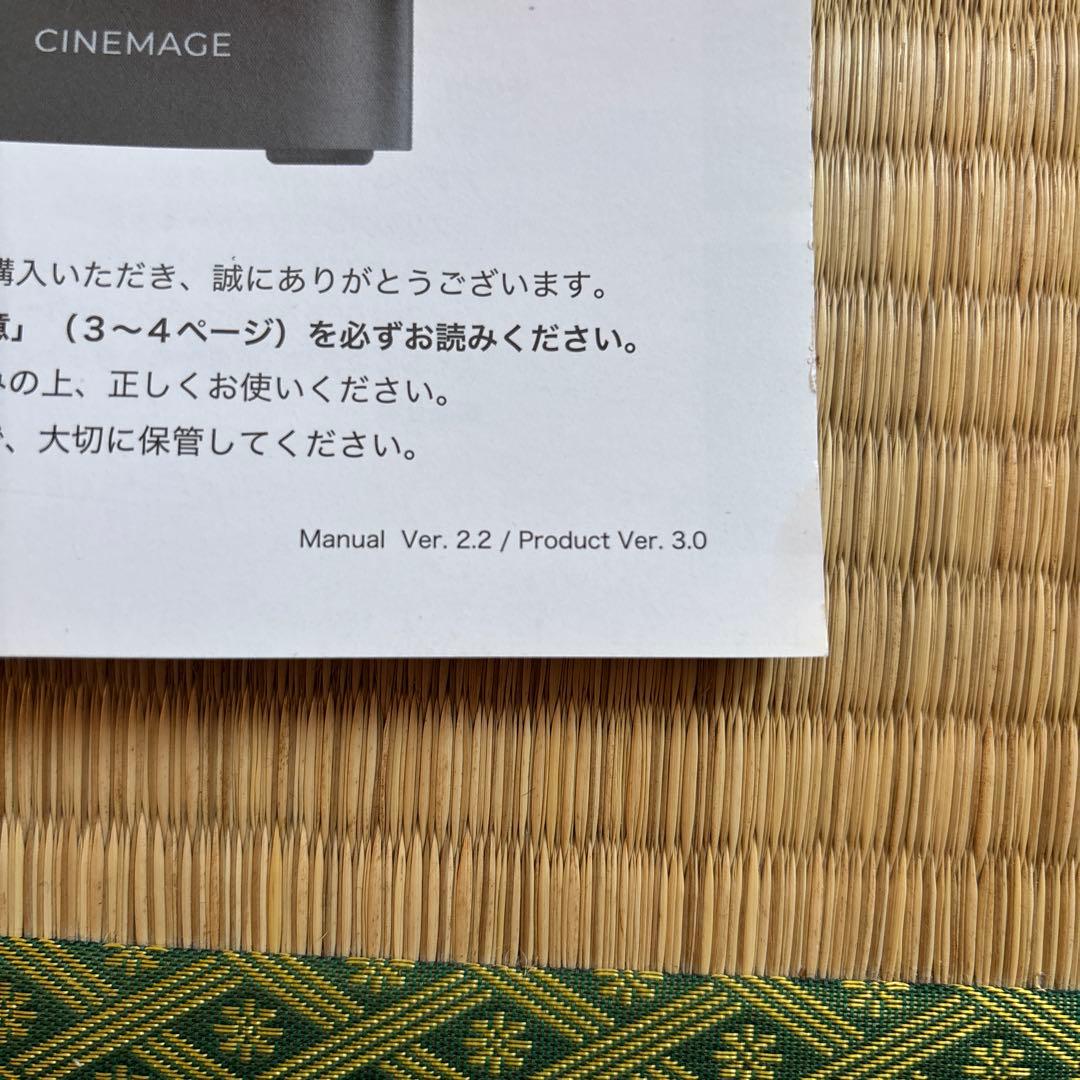 CINEMAGE
購入いただき、誠にありがとうございます。
意」（３〜４ページ）を必ずお読みください。
みの上、正しくお使いください。
、大切に保管してください。
Manual Ver. 2.2 / Product Ver. 3.0